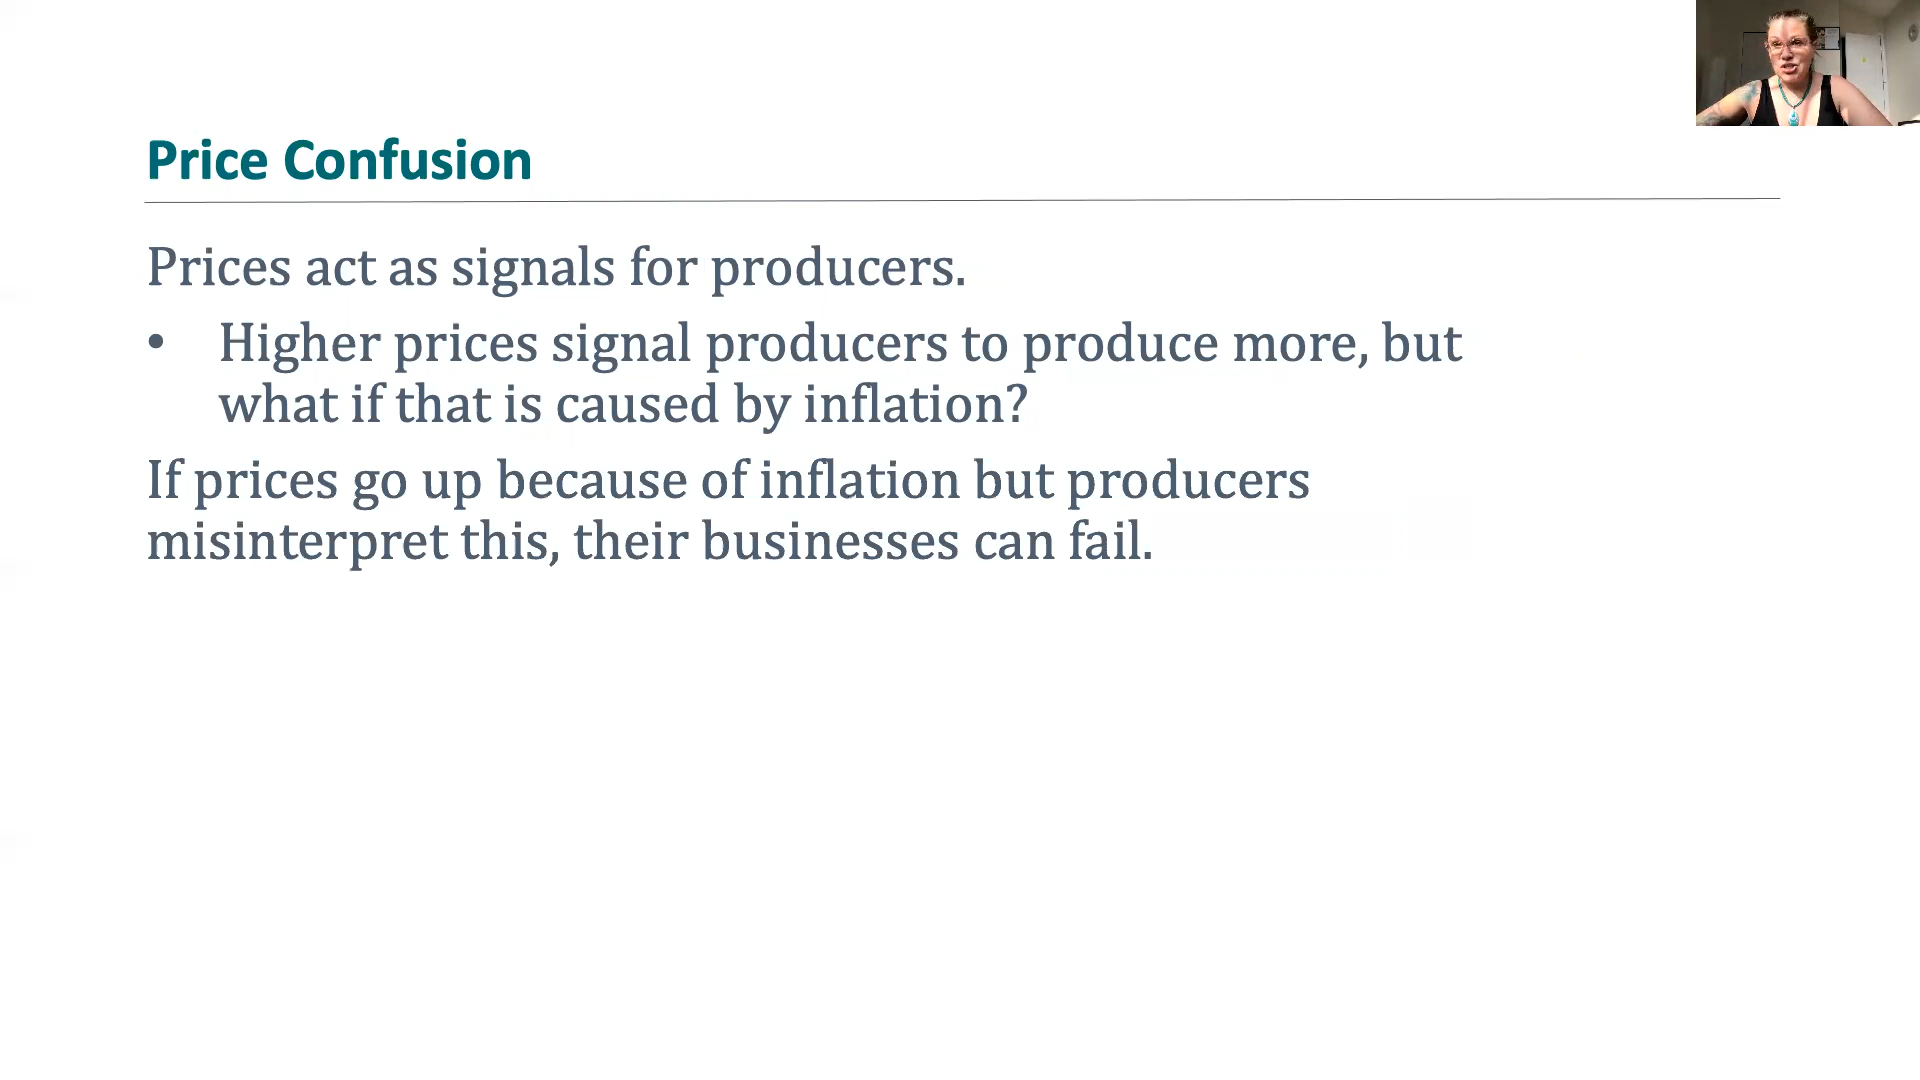 Price Confusion
Prices act as signals for producers.
• Higher prices signal producers to produce more, but
what if that is caused by inflation?
If prices go up because of inflation but producers
misinterpret this, their businesses can fail.